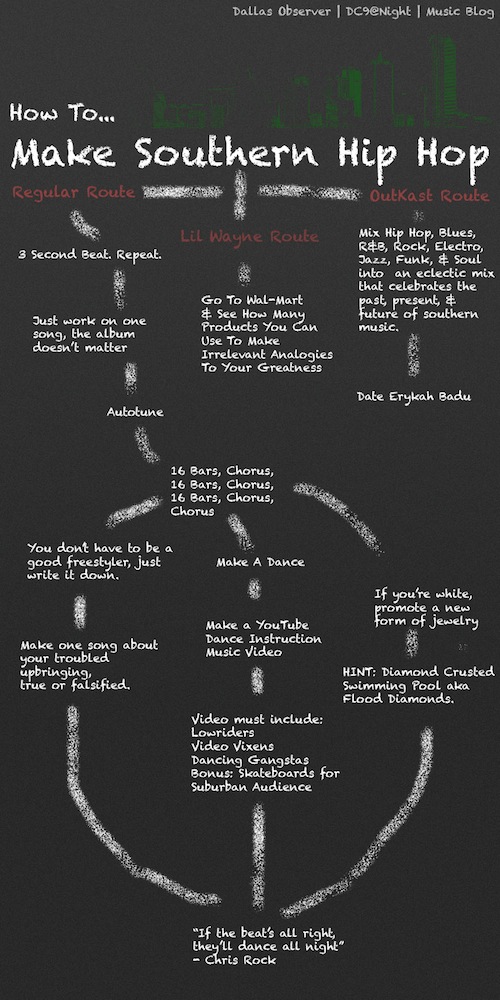 Dallas Observer | DC9@Night | Music Blog
How To...
Make Southern Hip Hop
Regular Route
3 Second Beat. Repeat.
Just work on one
song, the album
doesn't matter
Autotune
Lil Wayne Route
Go To Wal-Mart
& See How Many
Products You Can
Use To Make
Irrelevant Analogies
To Your Greatness
OutKast Route
Mix Hip Hop, Blues,
R&B, Rock, Electro,
Jazz, Funk, & Soul
into an eclectic mix
that celebrates the
past, present, &
future of southern
music.
Date Erykah Badu
16 Bars, Chorus,
16 Bars, Chorus,
16 Bars, Chorus,
Chorus
You don't have to be a
good freestyler, just
write it down.
Make one song about
your troubled
upbringing,
true or falsified.
Make A Dance
Make a YouTube
Dance Instruction
Music Video
Video must include:
Lowriders
Video Vixens
Dancing Gangstas
Bonus: Skateboards for
Suburban Audience
If you're white,
promote a new
form of jewelry
HINT: Diamond Crusted
Swimming Pool aka
Flood Diamonds.
"If the beat's all right,
they'll dance all night"
- Chris Rock